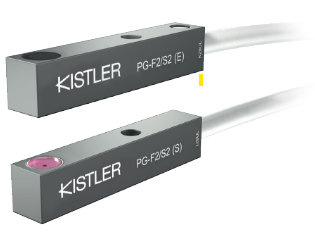 KISTLER
PG-F2/S2 (E)
KISTLER
PG-F2/S2 (S)